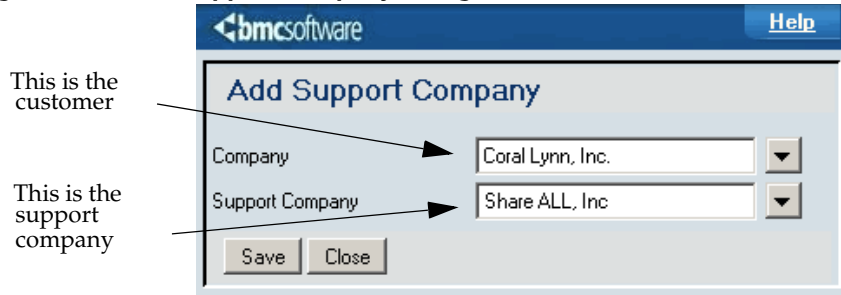 bmcsoftware
Help
Add Support Company
This is the
customer
Company
Coral Lynn, Inc.
This is the
support
company
Support Company
Share ALL, Inc
Save
Close